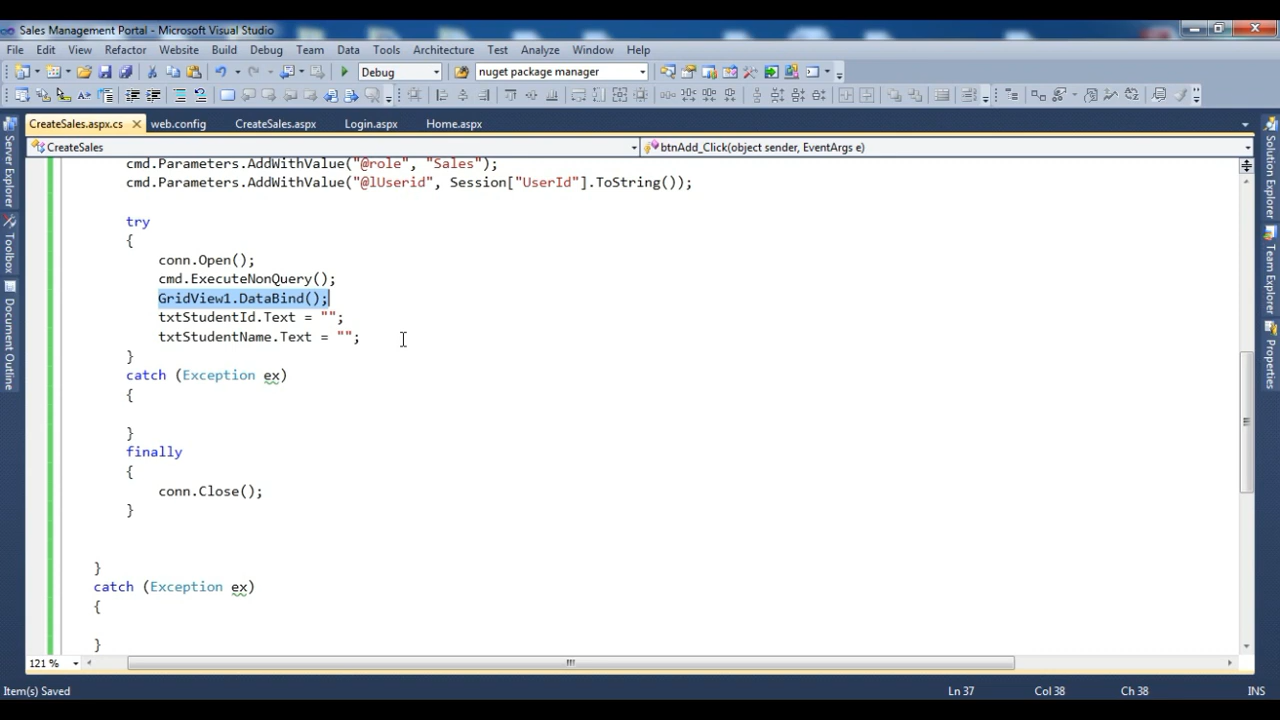 Sales Management Portal - Microsoft Visual Studio
File Edit View Refactor Website Build Debug Team Data Tools Architecture Test Analyze Window Help
Debug nuget package manager
CreateSales.aspx.cs web.config CreateSales.aspx Login.aspx Home.aspx
CreateSales btnAdd_Click(object sender, EventArgs e)
cmd.Parameters.AddWithValue("@role", "Sales");
cmd.Parameters.AddWithValue("@lUserid", Session["UserId"].ToString());
try
{
conn.Open();
cmd.ExecuteNonQuery();
GridView1.DataBind();
txtStudentId.Text = "";
txtStudentName.Text = "";
}
catch (Exception ex)
{
}
finally
{
conn.Close();
}
}
catch (Exception ex)
{
}
121 %
Item(s) Saved Ln 37 Col 38 Ch 38 INS
Server Explorer
Toolbox
Document Outline
Solution Explorer
Team Explorer
Properties